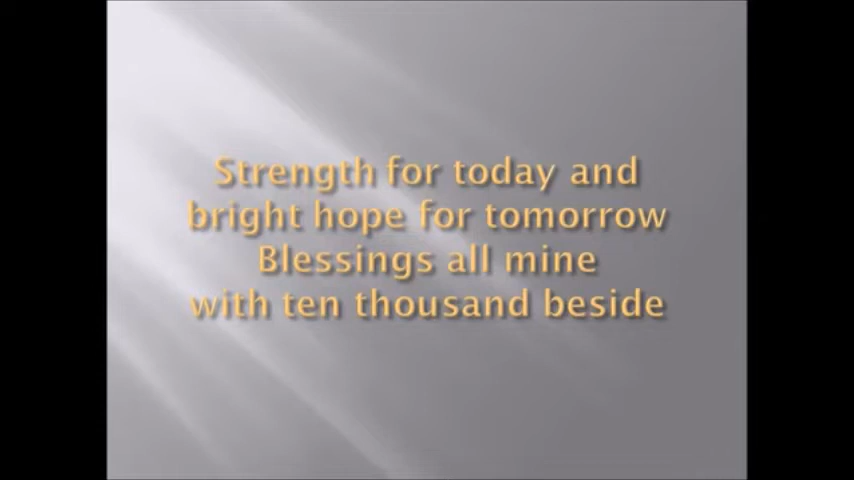 Strength for today and
bright hope for tomorrow
Blessings all mine
with ten thousand beside